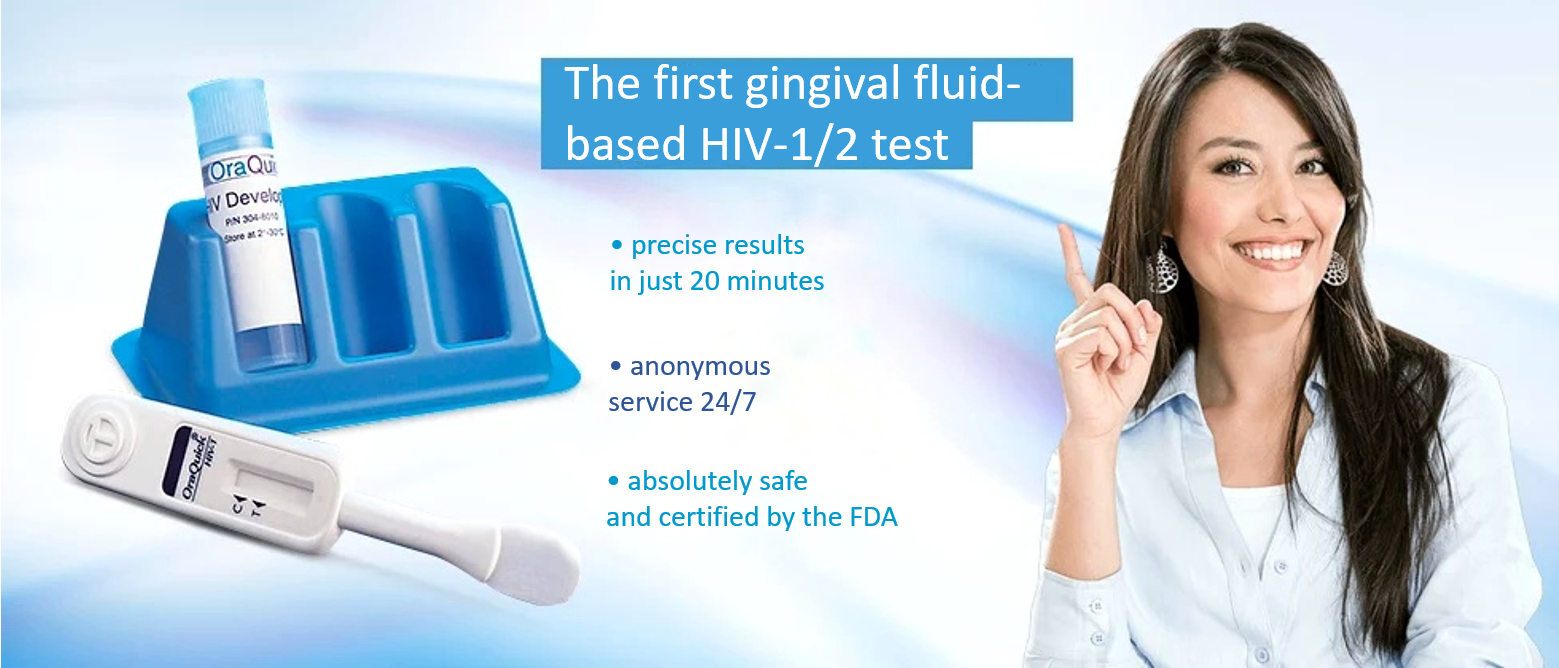 The first gingival fluid-
based HIV-1/2 test
• precise results
in just 20 minutes
• anonymous
service 24/7
• absolutely safe
and certified by the FDA
OraQui
IV Develop
P/N 304-6010
Store at 2°-30°C
T
OraQuick
HIV-T
C
T